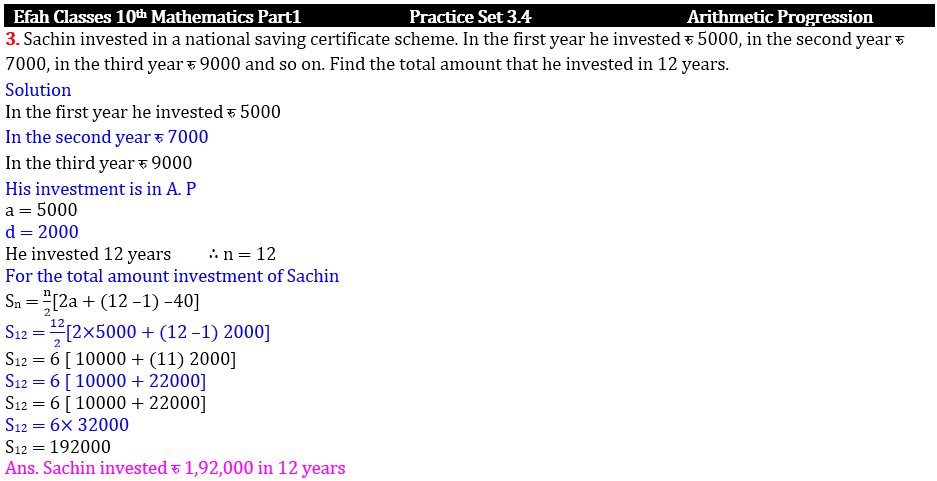 Efah Classes 10th Mathematics Part1 Practice Set 3.4 Arithmetic Progression
3. Sachin invested in a national saving certificate scheme. In the first year he invested रु 5000, in the second year रु
7000, in the third year रु 9000 and so on. Find the total amount that he invested in 12 years.
Solution
In the first year he invested रु 5000
In the second year रु 7000
In the third year रु 9000
His investment is in A. P
a = 5000
d = 2000
He invested 12 years ∴ n = 12
For the total amount investment of Sachin
Sn = n/2[2a + (12 –1) –40]
S12 = 12/2[2×5000 + (12 –1) 2000]
S12 = 6 [ 10000 + (11) 2000]
S12 = 6 [ 10000 + 22000]
S12 = 6 [ 10000 + 22000]
S12 = 6× 32000
S12 = 192000
Ans. Sachin invested रु 1,92,000 in 12 years